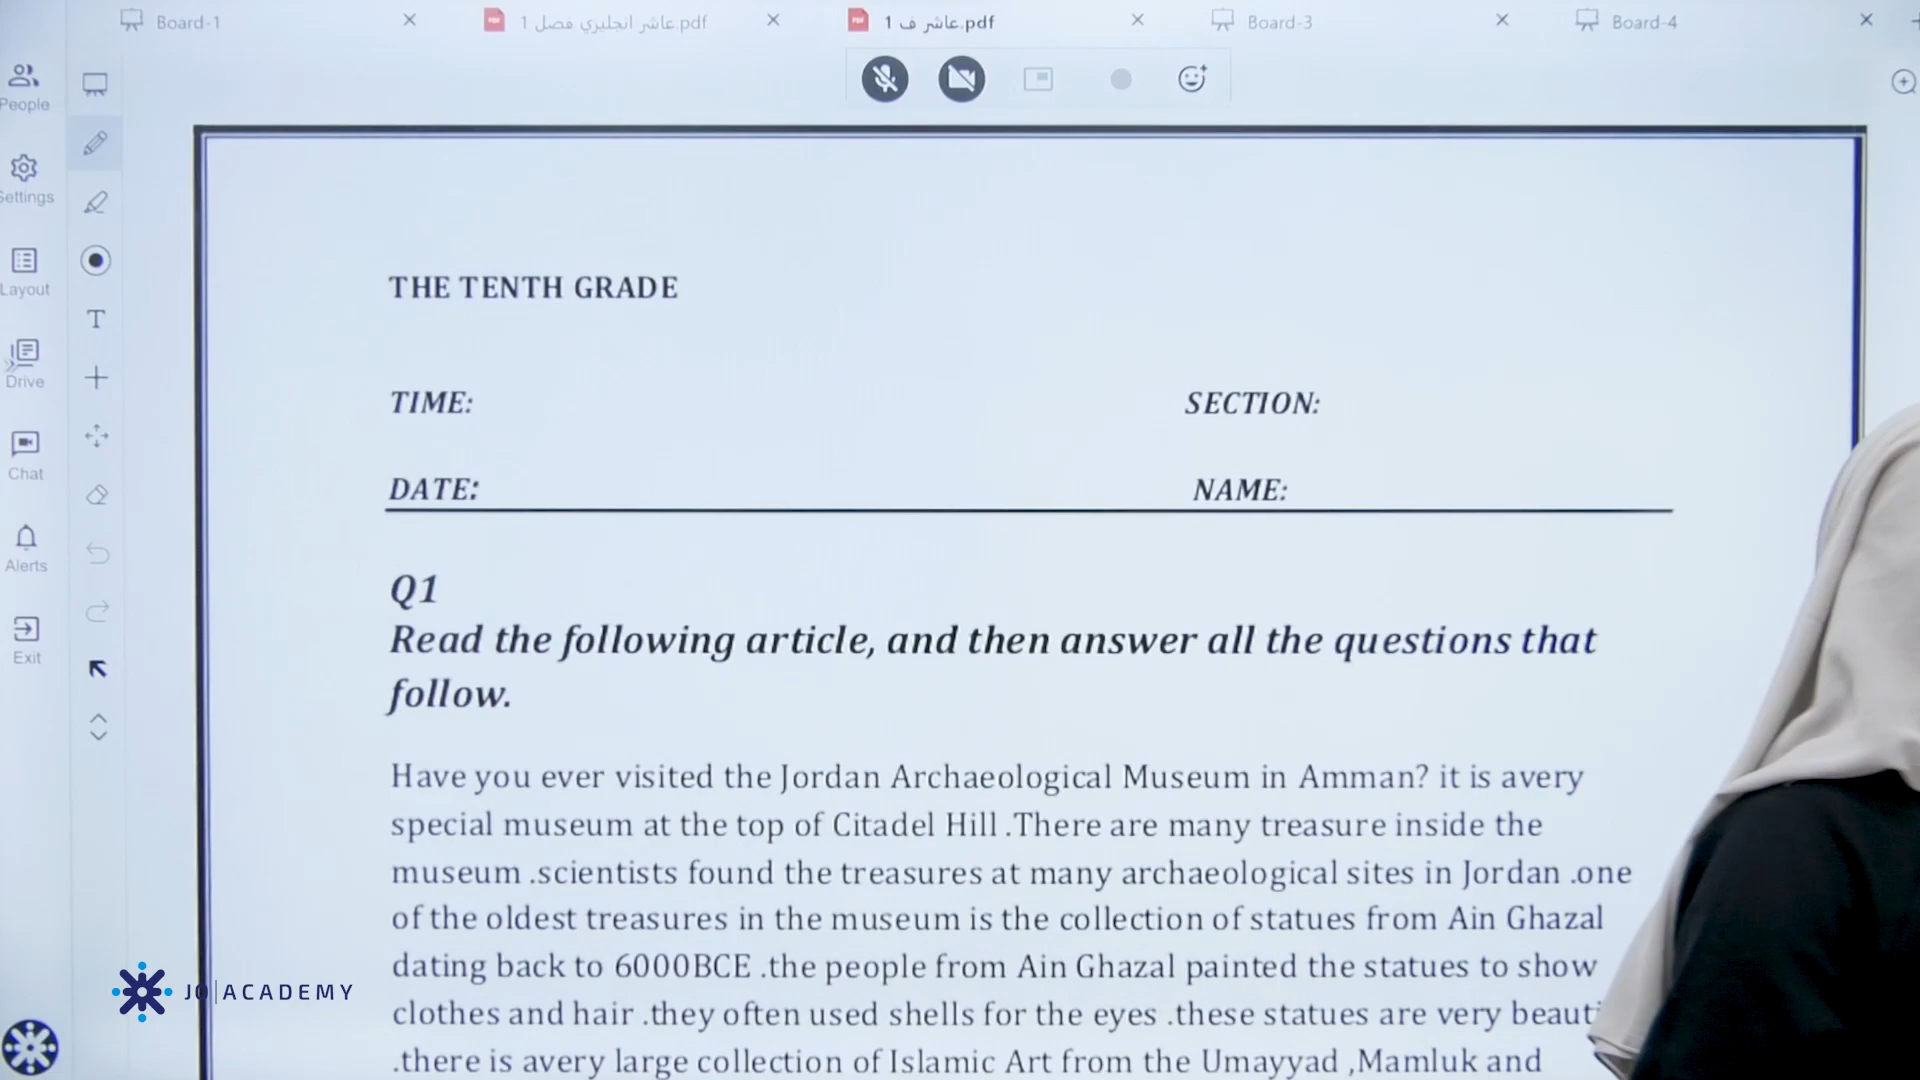 Board-1
عاشر انجليزي فصل 1.pdf
عاشر ف 1.pdf
Board-3
Board-4
People
Settings
Layout
Drive
Chat
Alerts
Exit
T
THE TENTH GRADE
TIME:
SECTION:
DATE:
NAME:
Q1
Read the following article, and then answer all the questions that
follow.
Have you ever visited the Jordan Archaeological Museum in Amman? it is avery
special museum at the top of Citadel Hill .There are many treasure inside the
museum .scientists found the treasures at many archaeological sites in Jordan .one
of the oldest treasures in the museum is the collection of statues from Ain Ghazal
dating back to 6000BCE .the people from Ain Ghazal painted the statues to show
clothes and hair .they often used shells for the eyes .these statues are very beauti
.there is avery large collection of Islamic Art from the Umayyad ,Mamluk and
JO ACADEMY